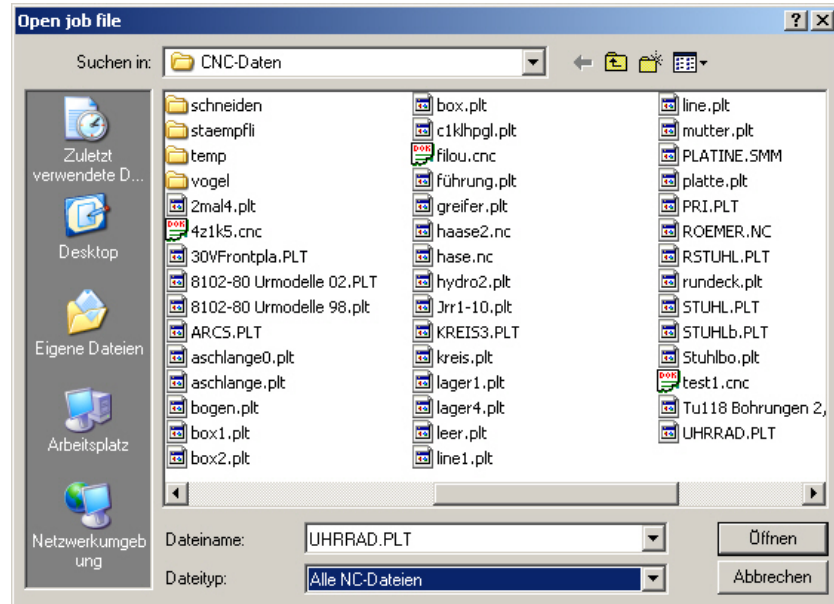 Open job file
Suchen in:
CNC-Daten
Zuletzt
verwendete D...
Desktop
Eigene Dateien
Arbeitsplatz
Netzwerkumgeb
ung
schneiden
staempfli
temp
vogel
2mal4.plt
4z1k5.cnc
30VFrontpla.PLT
8102-80 Urmodelle 02.PLT
8102-80 Urmodelle 98.plt
ARCS.PLT
aschlange0.plt
aschlange.plt
bogen.plt
box1.plt
box2.plt
box.plt
c1klhpgl.plt
filou.cnc
führung.plt
greifer.plt
haase2.nc
hase.nc
hydro2.plt
Jrr1-10.plt
KREIS3.PLT
kreis.plt
lager1.plt
lager4.plt
leer.plt
line1.plt
line.plt
mutter.plt
PLATINE.SMM
platte.plt
PRI.PLT
ROEMER.NC
RSTUHL.PLT
rundeck.plt
STUHL.PLT
STUHLb.PLT
Stuhlbo.plt
test1.cnc
Tu118 Bohrungen 2,
UHRRAD.PLT
Dateiname:
UHRRAD.PLT
Öffnen
Dateityp:
Alle NC-Dateien
Abbrechen